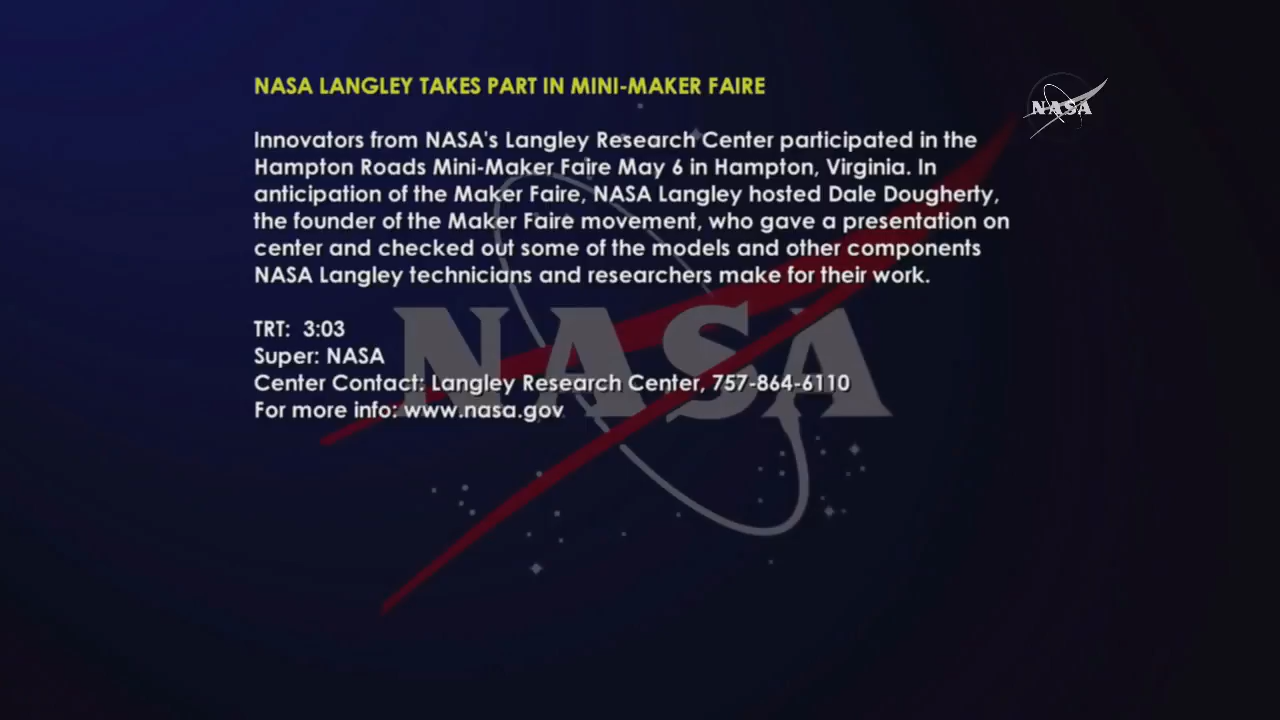 NASA LANGLEY TAKES PART IN MINI-MAKER FAIRE
NASA
Innovators from NASA's Langley Research Center participated in the
Hampton Roads Mini-Maker Faire May 6 in Hampton, Virginia. In
anticipation of the Maker Faire, NASA Langley hosted Dale Dougherty,
the founder of the Maker Faire movement, who gave a presentation on
center and checked out some of the models and other components
NASA Langley technicians and researchers make for their work.
TRT:  3:03
Super: NASA
Center Contact: Langley Research Center, 757-864-6110
For more info: www.nasa.gov
NASA